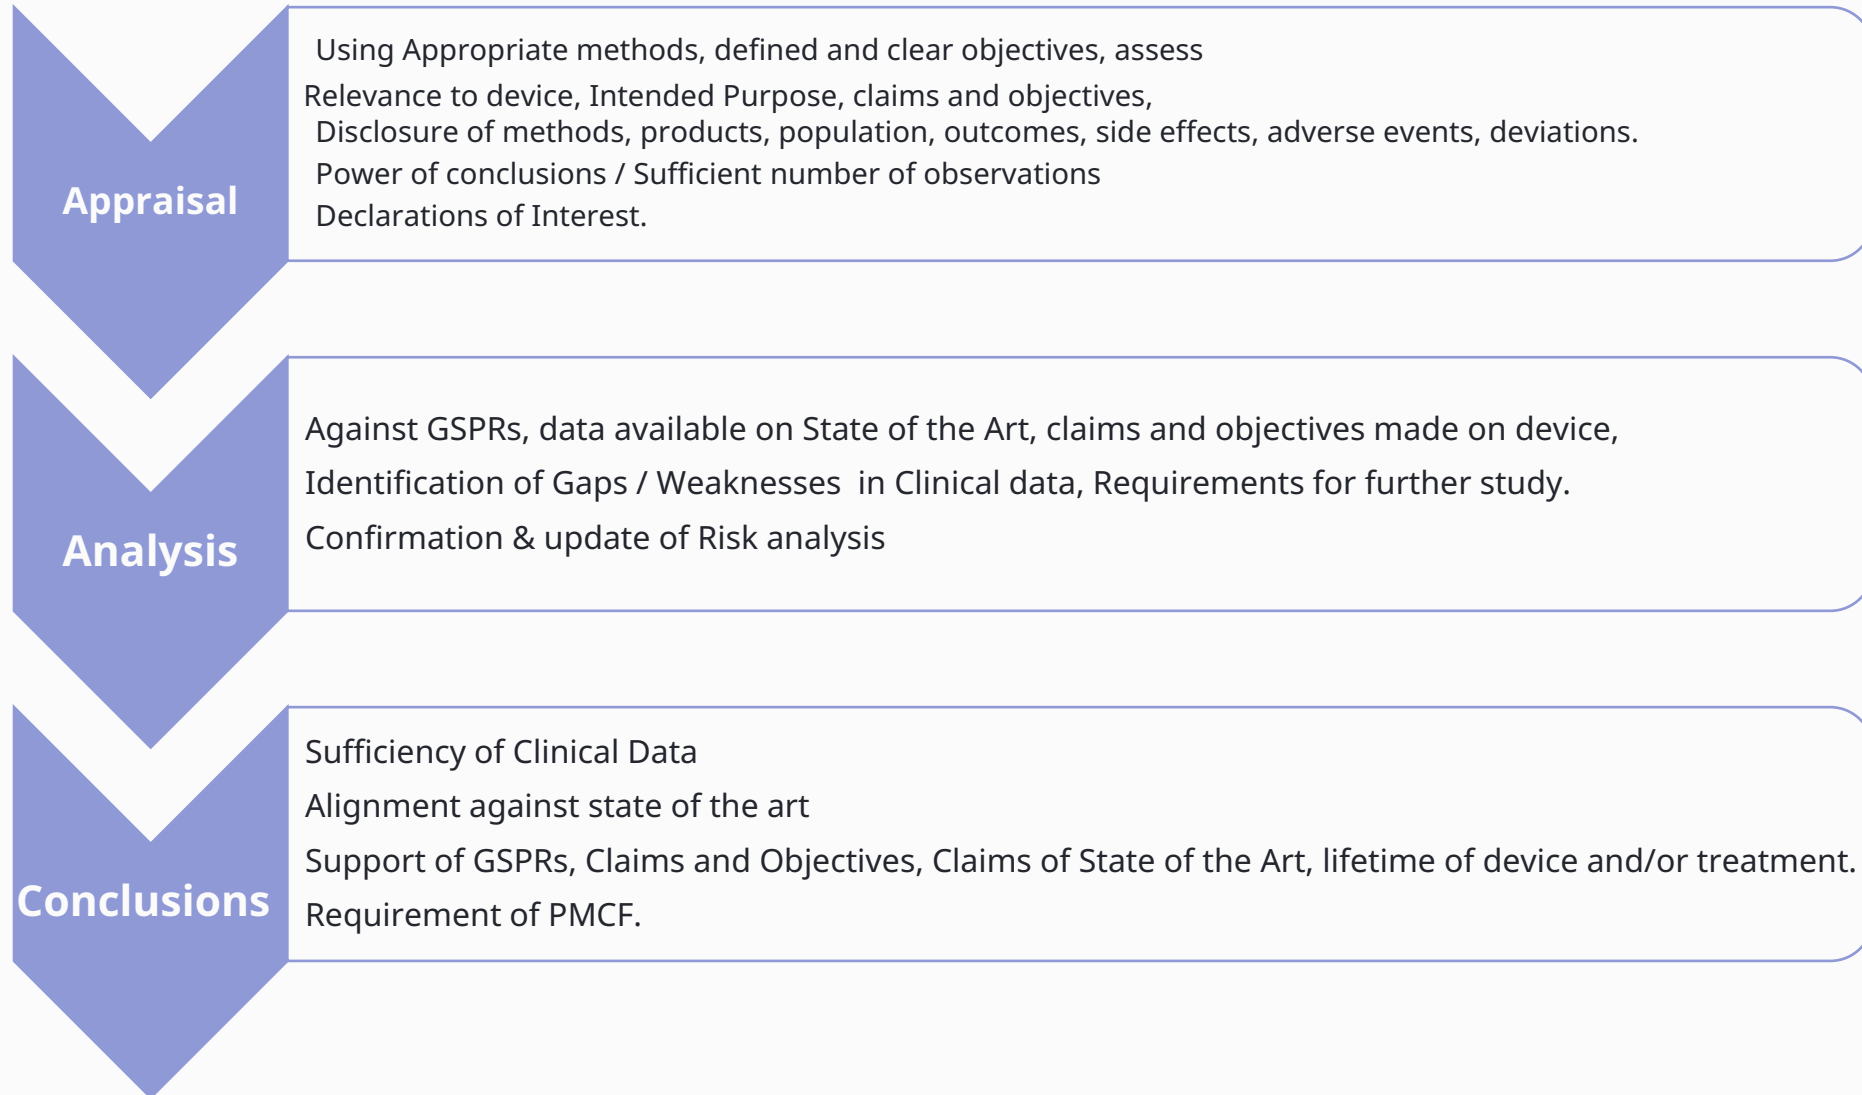 Appraisal
Using Appropriate methods, defined and clear objectives, assess
Relevance to device, Intended Purpose, claims and objectives,
Disclosure of methods, products, population, outcomes, side effects, adverse events, deviations.
Power of conclusions / Sufficient number of observations
Declarations of Interest.
Analysis
Against GSPRs, data available on State of the Art, claims and objectives made on device,
Identification of Gaps / Weaknesses  in Clinical data, Requirements for further study.
Confirmation & update of Risk analysis
Conclusions
Sufficiency of Clinical Data
Alignment against state of the art
Support of GSPRs, Claims and Objectives, Claims of State of the Art, lifetime of device and/or treatment.
Requirement of PMCF.